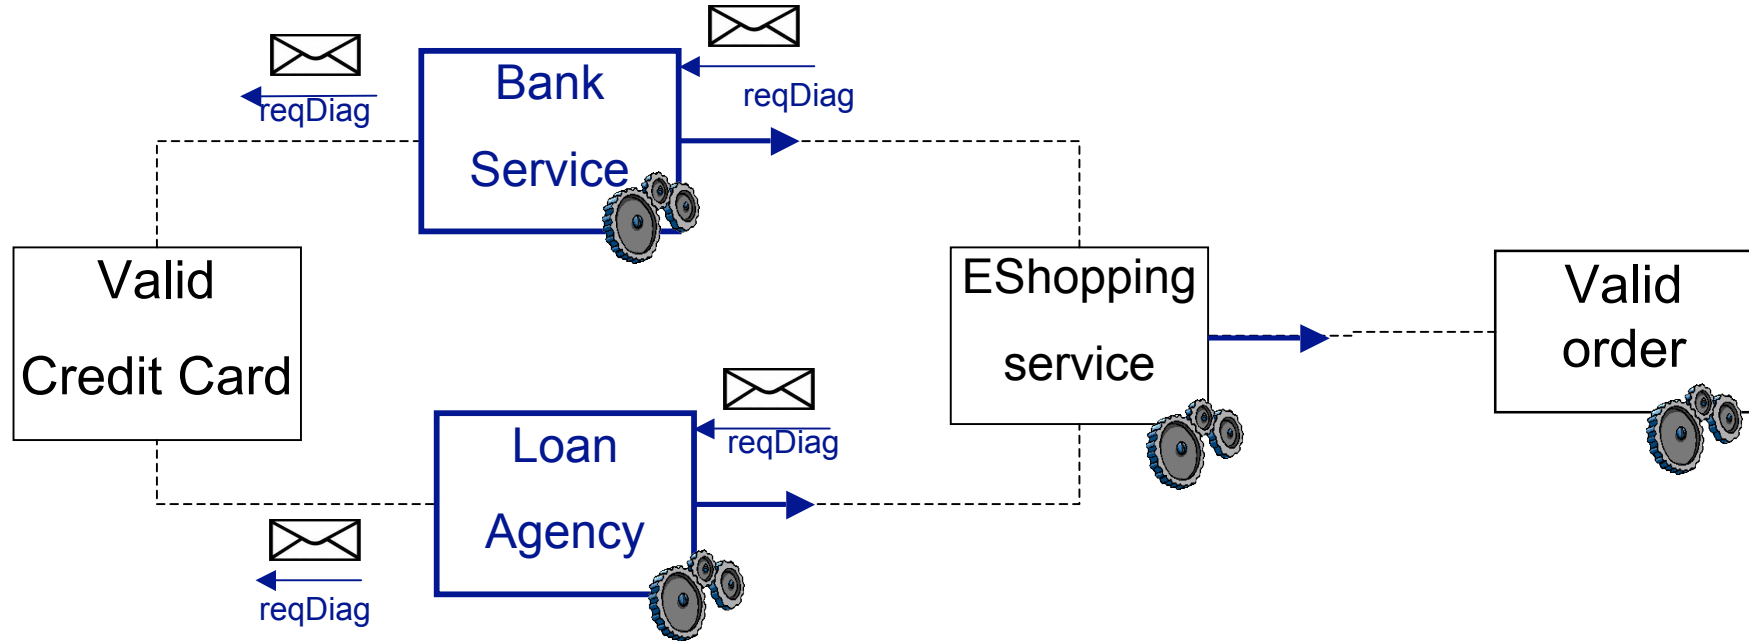 reqDiag
Bank
Service
reqDiag
Valid
Credit Card
EShopping
service
Valid
order
Loan
Agency
reqDiag
reqDiag